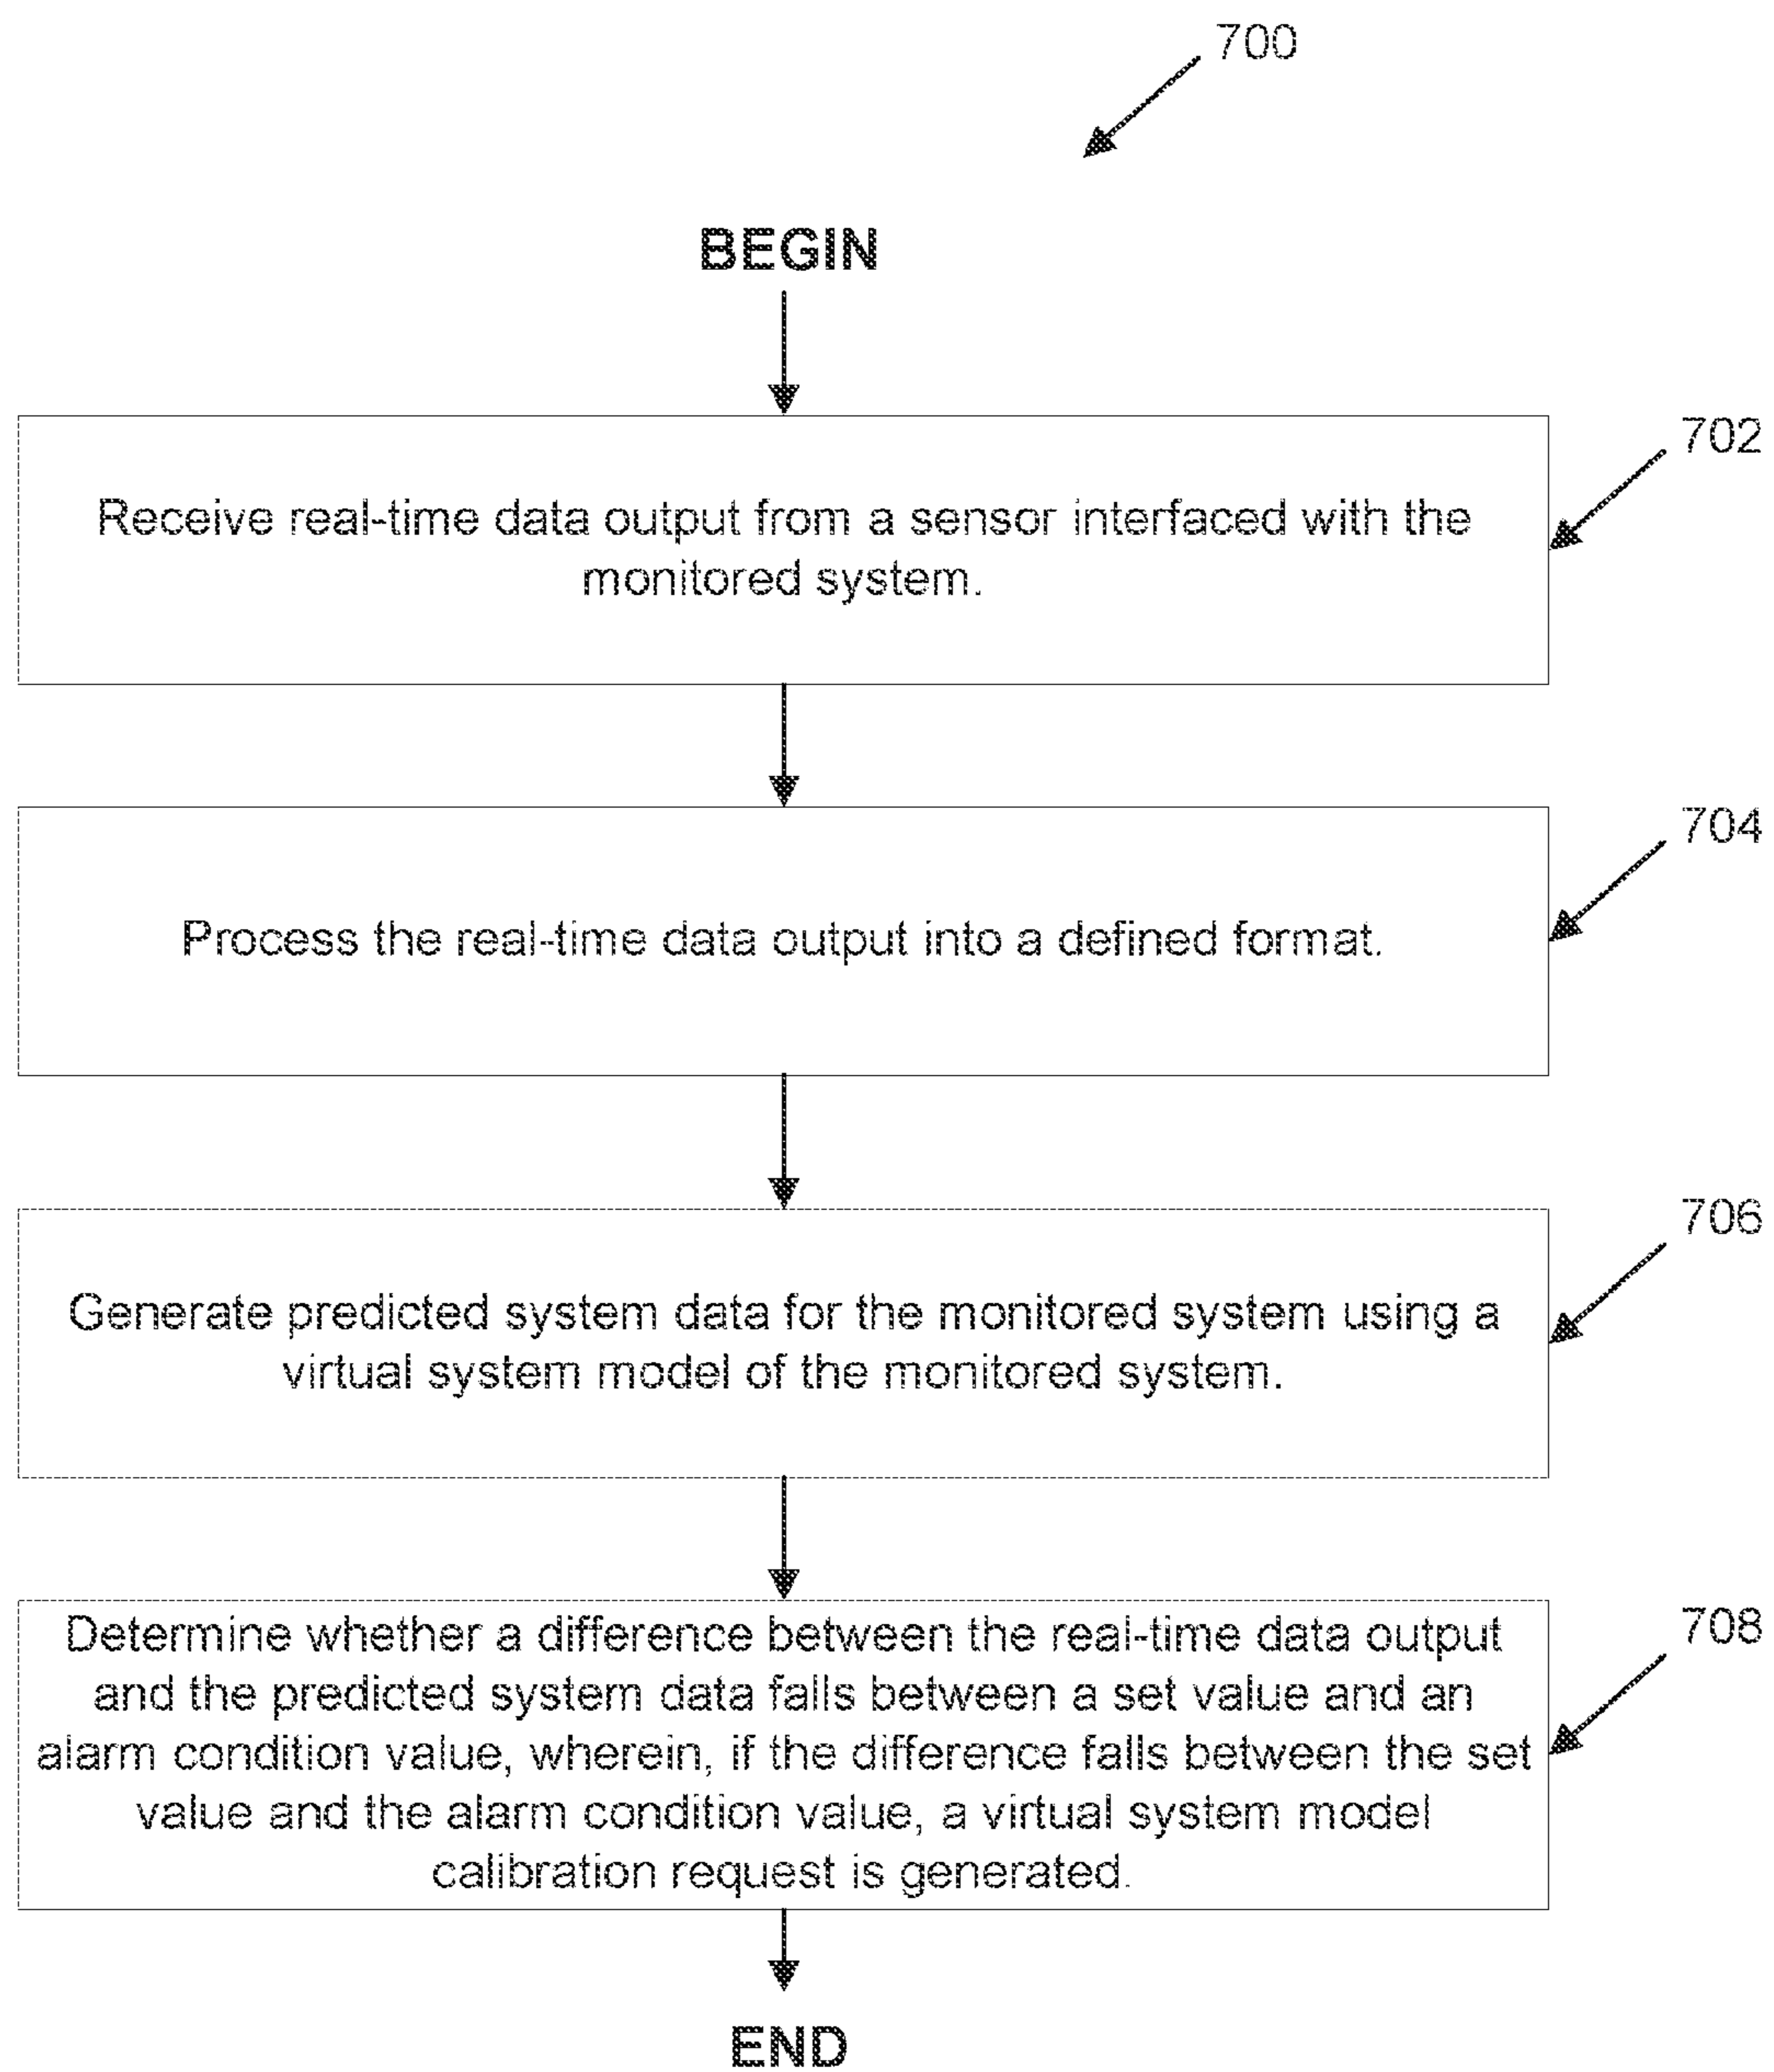 700
BEGIN
702
Receive real-time data output from a sensor interfaced with the
monitored system.
704
Process the real-time data output into a defined format.
706
Generate predicted system data for the monitored system using a
virtual system model of the monitored system.
708
Determine whether a difference between the real-time data output
and the predicted system data falls between a set value and an
alarm condition value, wherein, if the difference falls between the set
value and the alarm condition value, a virtual system model
calibration request is generated.
END